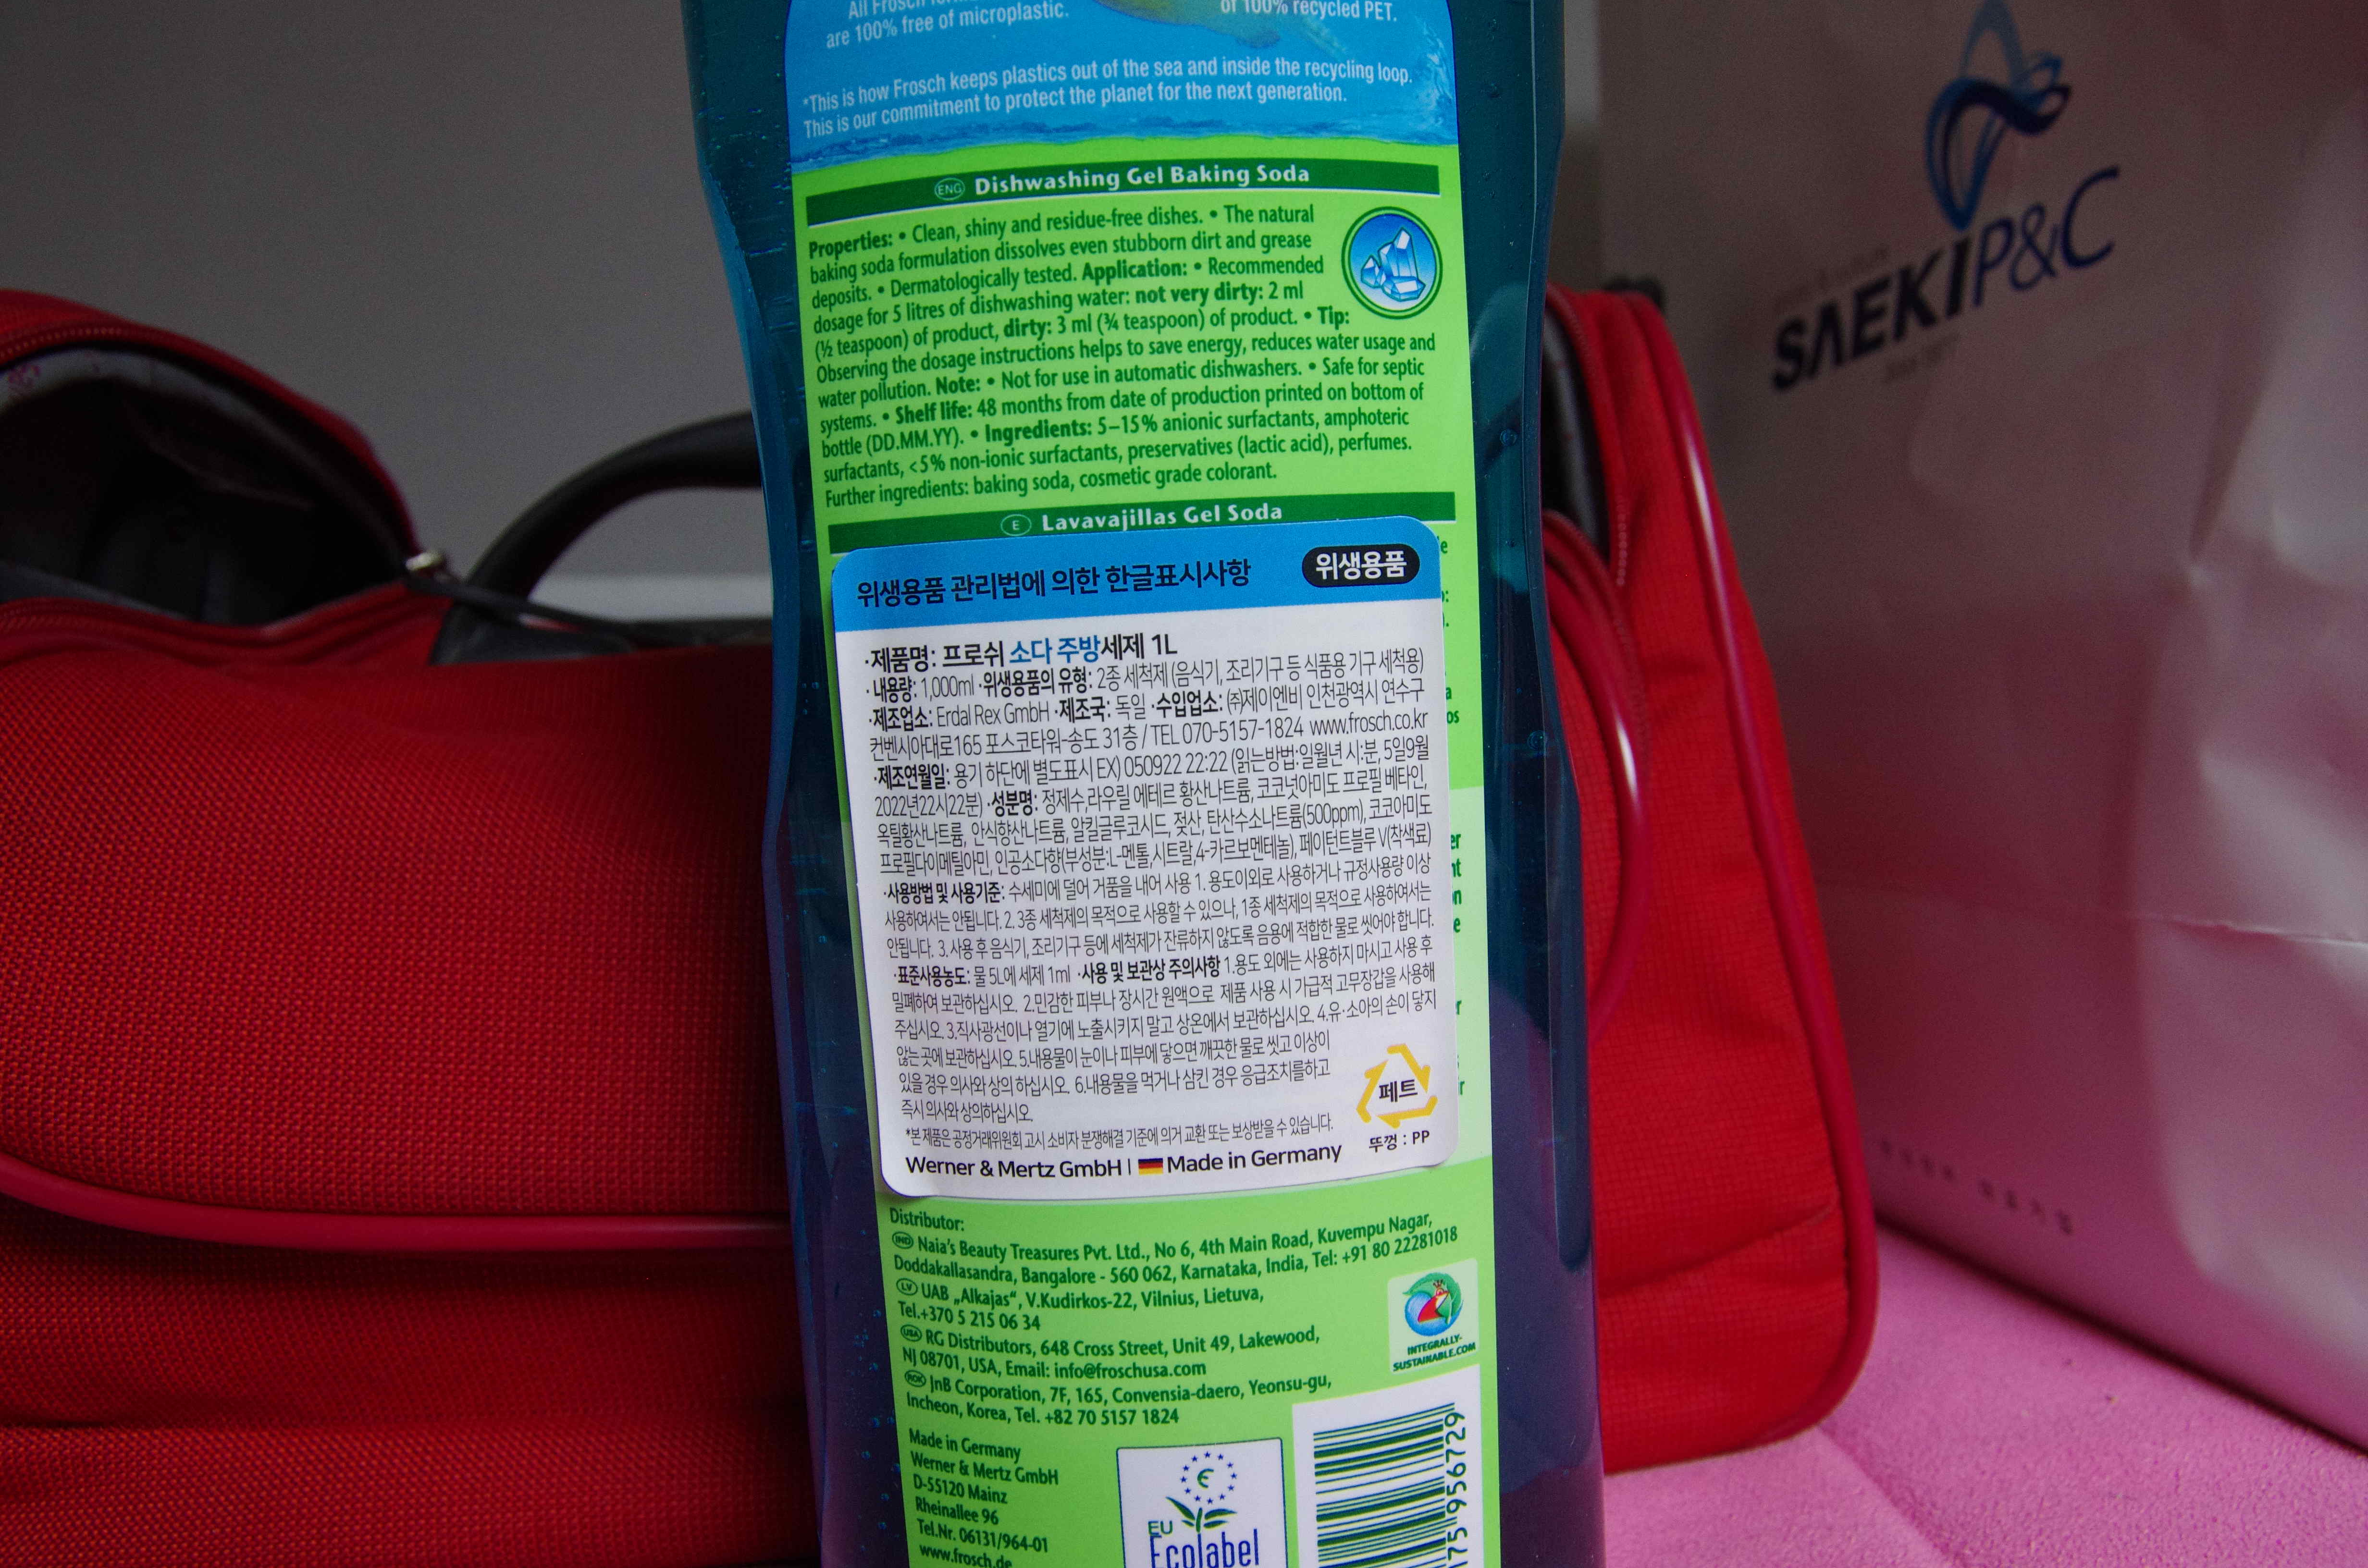 All Frosch
are 100% free of microplastic.
of 100% recycled PET.
*This is how Frosch keeps plastics out of the sea and inside the recycling loop.
This is our commitment to protect the planet for the next generation.
ENG Dishwashing Gel Baking Soda
Properties: • Clean, shiny and residue-free dishes. • The natural
baking soda formulation dissolves even stubborn dirt and grease
deposits. • Dermatologically tested. Application: • Recommended
dosage for 5 litres of dishwashing water: not very dirty: 2 ml
(½ teaspoon) of product, dirty: 3 ml (¾ teaspoon) of product. • Tip:
Observing the dosage instructions helps to save energy, reduces water usage and
water pollution. Note: • Not for use in automatic dishwashers. • Safe for septic
systems. • Shelf life: 48 months from date of production printed on bottom of
bottle (DD.MM.YY). • Ingredients: 5–15% anionic surfactants, amphoteric
surfactants, <5% non-ionic surfactants, preservatives (lactic acid), perfumes.
Further ingredients: baking soda, cosmetic grade colorant.
E Lavavajillas Gel Soda
위생용품 관리법에 의한 한글표시사항 위생용품
·제품명: 프로쉬 소다 주방세제 1L
·내용량: 1,000ml ·위생용품의 유형: 2종 세척제 (음식기, 조리기구 등 식품용 기구 세척용)
·제조업소: Erdal Rex GmbH ·제조국: 독일 ·수입업소: ㈜제이엔비 인천광역시 연수구
컨벤시아대로165 포스코타워-송도 31층 / TEL 070-5157-1824 www.frosch.co.kr
·제조연월일: 용기 하단에 별도표시 EX) 050922 22:22 (읽는방법:일월년 시:분, 5일9월
2022년22시22분) ·성분명: 정제수,라우릴 에테르 황산나트륨, 코코넛아미도 프로필 베타인,
옥틸황산나트륨, 안식향산나트륨, 알킬글루코시드, 젖산, 탄산수소나트륨(500ppm), 코코아미도
프로필다이메틸아민, 인공소다향(부성분:L-멘톨,시트랄,4-카르보멘테놀), 페이턴트블루 V(착색료)
·사용방법 및 사용기준: 수세미에 덜어 거품을 내어 사용 1. 용도이외로 사용하거나 규정사용량 이상
사용하여서는 안됩니다. 2. 3종 세척제의 목적으로 사용할 수 있으나, 1종 세척제의 목적으로 사용하여서는
안됩니다. 3. 사용 후 음식기, 조리기구 등에 세척제가 잔류하지 않도록 음용에 적합한 물로 씻어야 합니다.
·표준사용농도: 물 5L에 세제 1ml ·사용 및 보관상 주의사항 1.용도 외에는 사용하지 마시고 사용 후
밀폐하여 보관하십시오. 2.민감한 피부나 장시간 원액으로 제품 사용 시 가급적 고무장갑을 사용해
주십시오. 3.직사광선이나 열기에 노출시키지 말고 상온에서 보관하십시오. 4.유·소아의 손이 닿지
않는 곳에 보관하십시오. 5.내용물이 눈이나 피부에 닿으면 깨끗한 물로 씻고 이상이
있을 경우 의사와 상의 하십시오. 6.내용물을 먹거나 삼킨 경우 응급조치를하고
즉시 의사와 상의하십시오.
*본 제품은 공정거래위원회 고시 소비자 분쟁해결 기준에 의거 교환 또는 보상받을 수 있습니다.
페트
뚜껑 : PP
Werner & Mertz GmbH | Made in Germany
Distributor:
IND Naia's Beauty Treasures Pvt. Ltd., No 6, 4th Main Road, Kuvempu Nagar,
Doddakallasandra, Bangalore - 560 062, Karnataka, India, Tel: +91 80 22281018
LV UAB „Alkajas“, V.Kudirkos-22, Vilnius, Lietuva,
Tel.+370 5 215 06 34
USA RG Distributors, 648 Cross Street, Unit 49, Lakewood,
NJ 08701, USA, Email: info@froschusa.com
ROK JnB Corporation, 7F, 165, Convensia-daero, Yeonsu-gu,
Incheon, Korea, Tel. +82 70 5157 1824
INTEGRALLY-
SUSTAINABLE.COM
Made in Germany
Werner & Mertz GmbH
D-55120 Mainz
Rheinallee 96
Tel.Nr. 06131/964-01
www.frosch.de
EU
Ecolabel
175 956729
SAEKI P&C